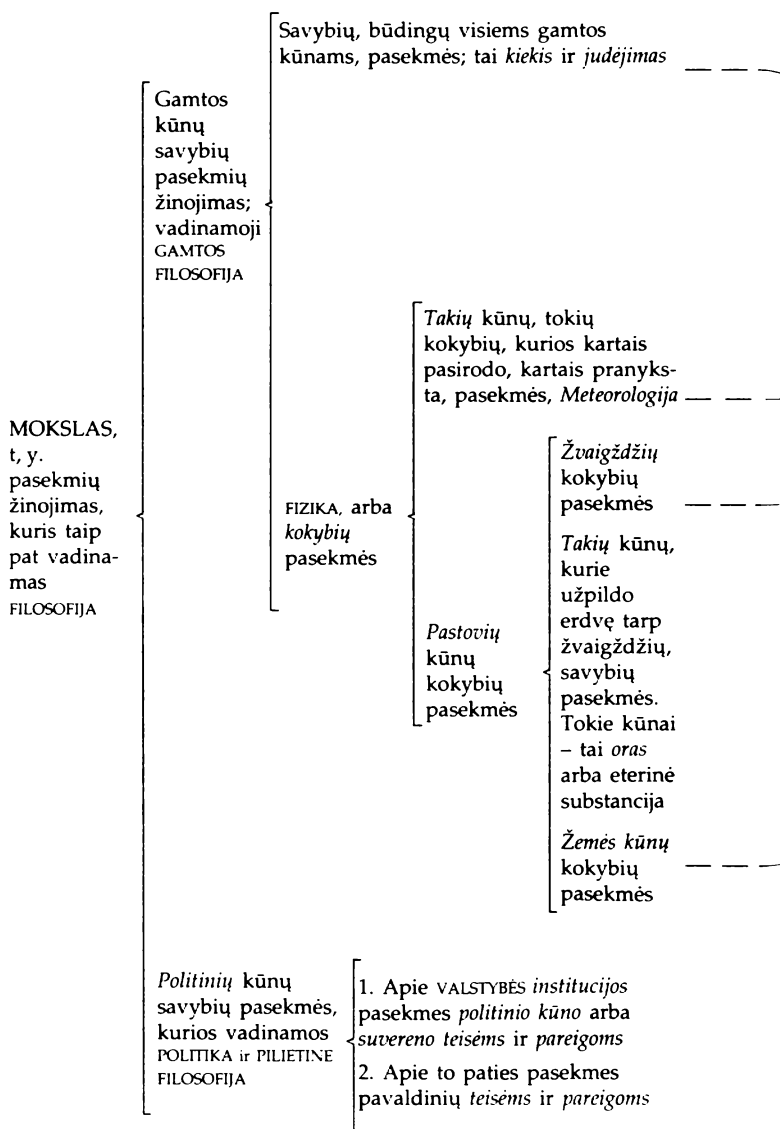 MOKSLAS,
t, y.
pasekmių
žinojimas,
kuris taip
pat vadina-
mas
FILOSOFIJA
Gamtos
kūnų
savybių
pasekmių
žinojimas;
vadinamoji
GAMTOS
FILOSOFIJA
Savybių, būdingų visiems gamtos
kūnams, pasekmės; tai kiekis ir judėjimas
FIZIKA, arba
kokybių
pasekmės
Takių kūnų, tokių
kokybių, kurios kartais
pasirodo, kartais pranyks-
ta, pasekmės, Meteorologija
Pastovių
kūnų
kokybių
pasekmės
Žvaigždžių
kokybių
pasekmės
Takių kūnų,
kurie
užpildo
erdvę tarp
žvaigždžių,
savybių
pasekmės.
Tokie kūnai
– tai oras
arba eterinė
substancija
Žemės kūnų
kokybių
pasekmės
Politinių kūnų
savybių pasekmės,
kurios vadinamos
POLITIKA ir PILIETINE
FILOSOFIJA
1. Apie VALSTYBĖS institucijos
pasekmes politinio kūno arba
suvereno teisėms ir pareigoms
2. Apie to paties pasekmes
pavaldinių teisėms ir pareigoms